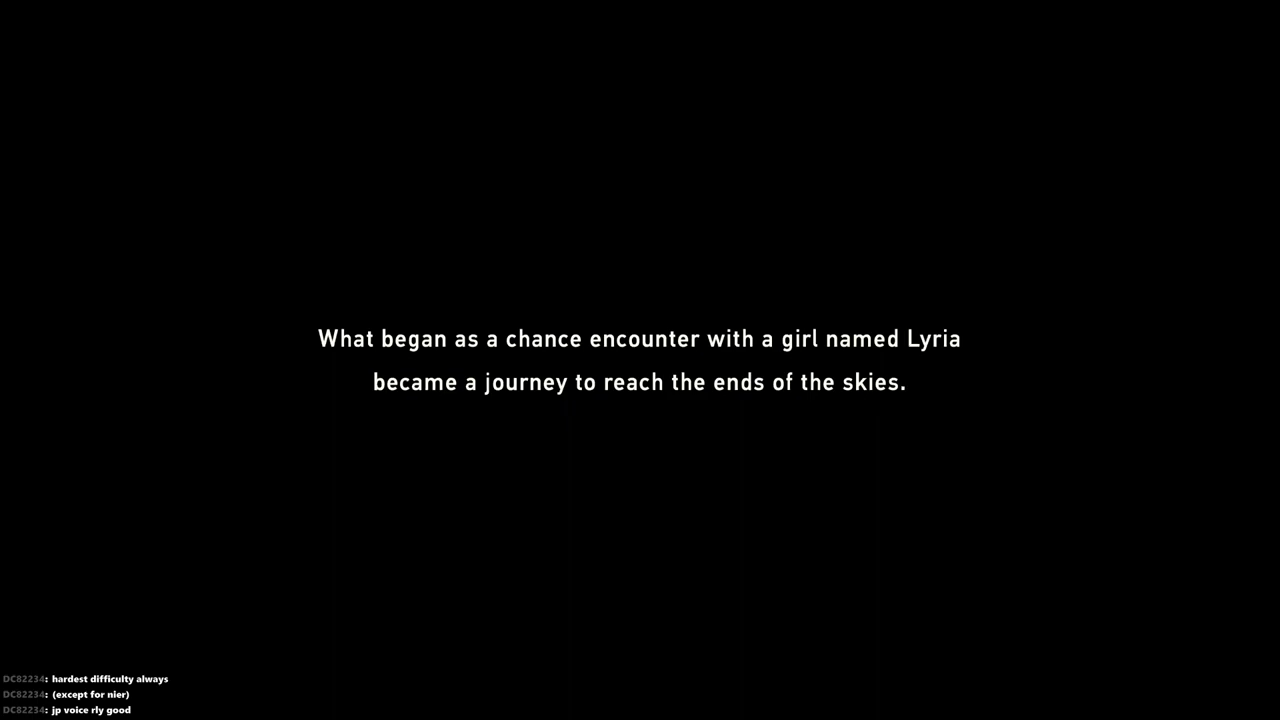 What began as a chance encounter with a girl named Lyria
became a journey to reach the ends of the skies.
DC82234: hardest difficulty always
DC82234: (except for nier)
DC82234: jp voice rly good